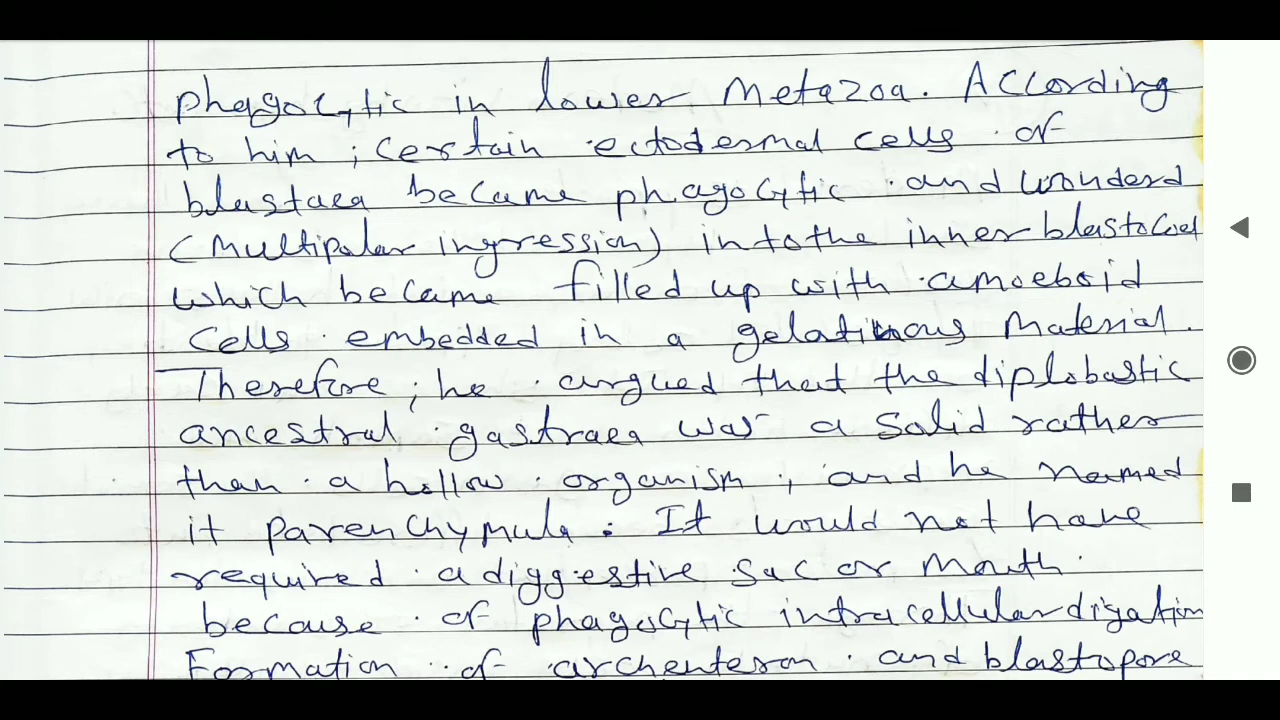 phagocytic in lower Metazoa. According
to him; certain ectodermal cells of
blastaea became phagocytic and wonderd
(Multipolar ingression) into the inner blastocoel
which became filled up with amoeboid
cells embedded in a gelatinous Material.
Therefore; he argued that the diplobastic
ancestral gastraea was a Solid rather
than a hollow organism; and he named
it parenchymula. It would not have
required a diggestive sac or Mouth.
because of phagocytic intracellular digation
Formation of archenteron and blastopore